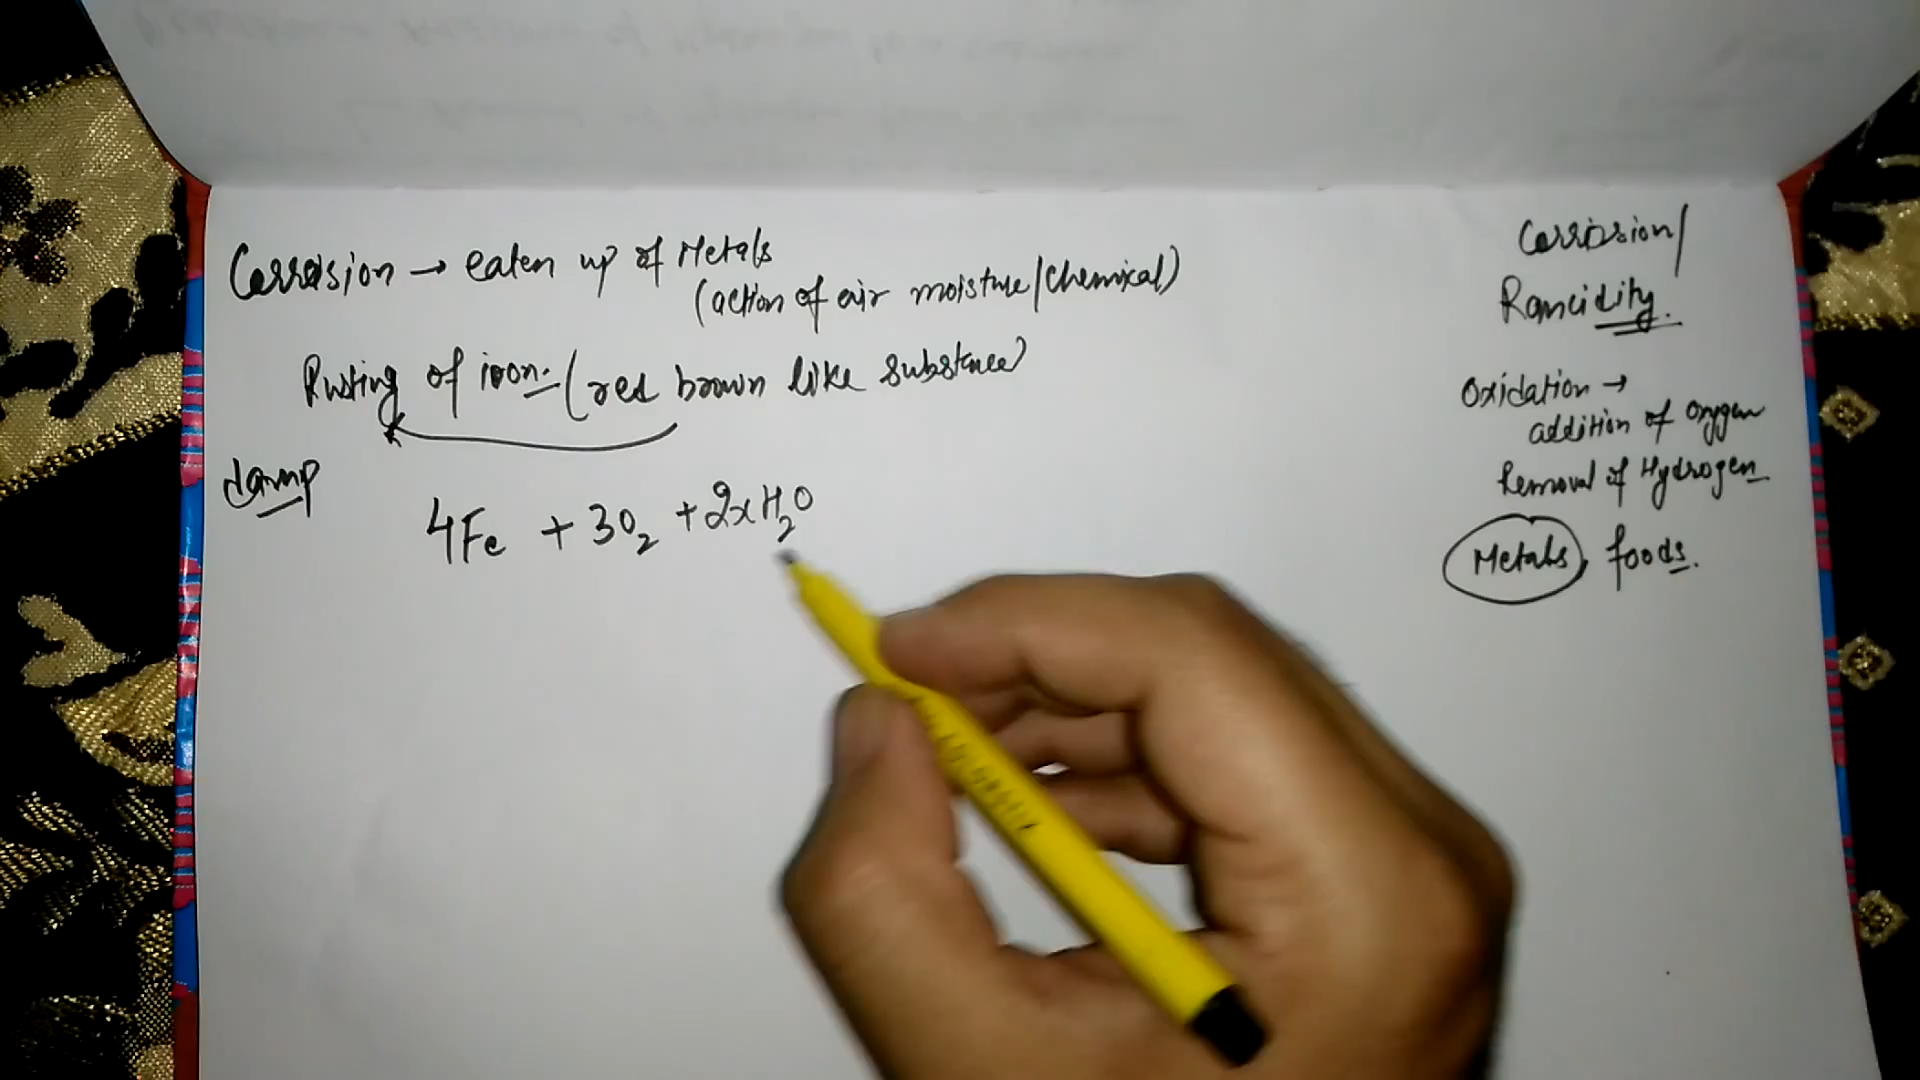 Corrosion → eaten up of Metals
(action of air moisture/Chemical)
Rusting of iron. (red brown like substance)
damp
4Fe + 3O₂ + 2xH₂O
Corrosion/
Rancidity.
Oxidation →
addition of oxygen
Removal of Hydrogen
Metals, foods.